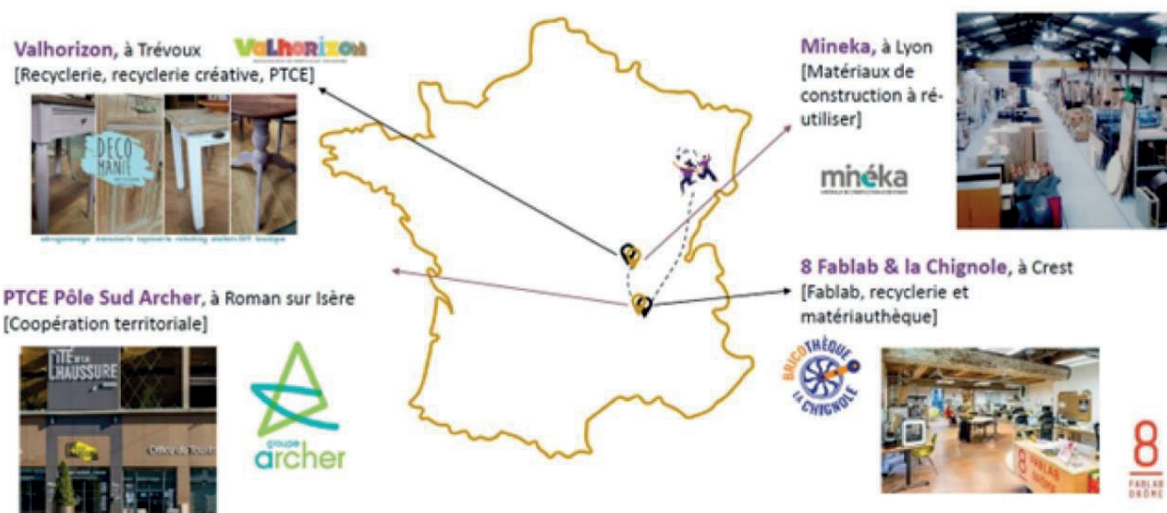 Valhorizon, à Trévoux
[Recyclerie, recyclerie créative, PTCE]
Valhorizon
DECO
MANIE
Mineka, à Lyon
[Matériaux de
construction à ré-
utiliser]
minéka
PTCE Pôle Sud Archer, à Roman sur Isère
[Coopération territoriale]
CITÉ DE LA
CHAUSSURE
groupe
archer
8 Fablab & la Chignole, à Crest
[Fablab, recyclerie et
matériauthèque]
BRICOTHÈQUE
LA CHIGNOLE
8
FABLAB
8
FABLAB
DRÔME